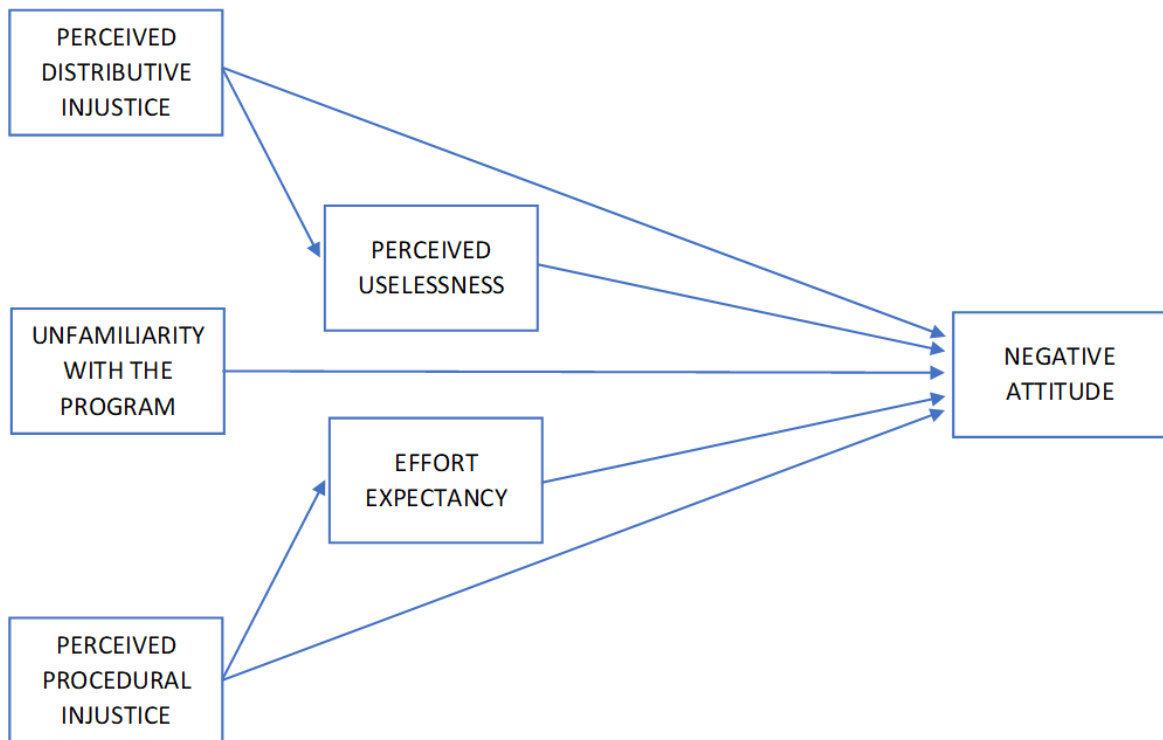 PERCEIVED
DISTRIBUTIVE
INJUSTICE
PERCEIVED
USELESSNESS
UNFAMILIARITY
WITH THE
PROGRAM
NEGATIVE
ATTITUDE
EFFORT
EXPECTANCY
PERCEIVED
PROCEDURAL
INJUSTICE